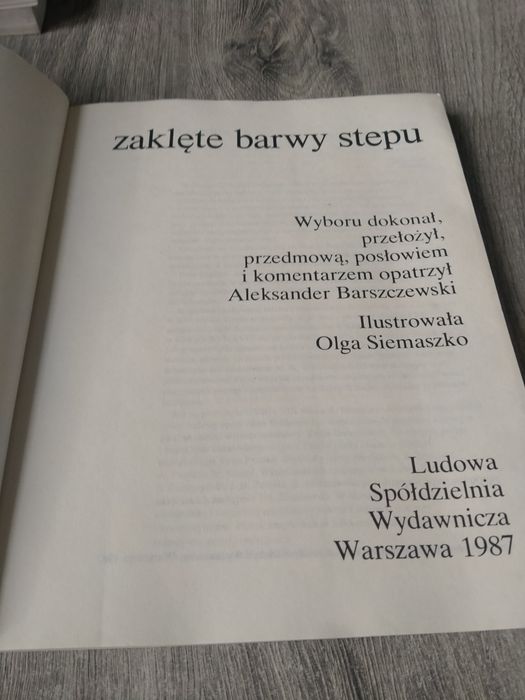 zaklęte barwy stepu
Wyboru dokonał,
przełożył,
przedmową, posłowiem
i komentarzem opatrzył
Aleksander Barszczewski
Ilustrowała
Olga Siemaszko
Ludowa
Spółdzielnia
Wydawnicza
Warszawa 1987